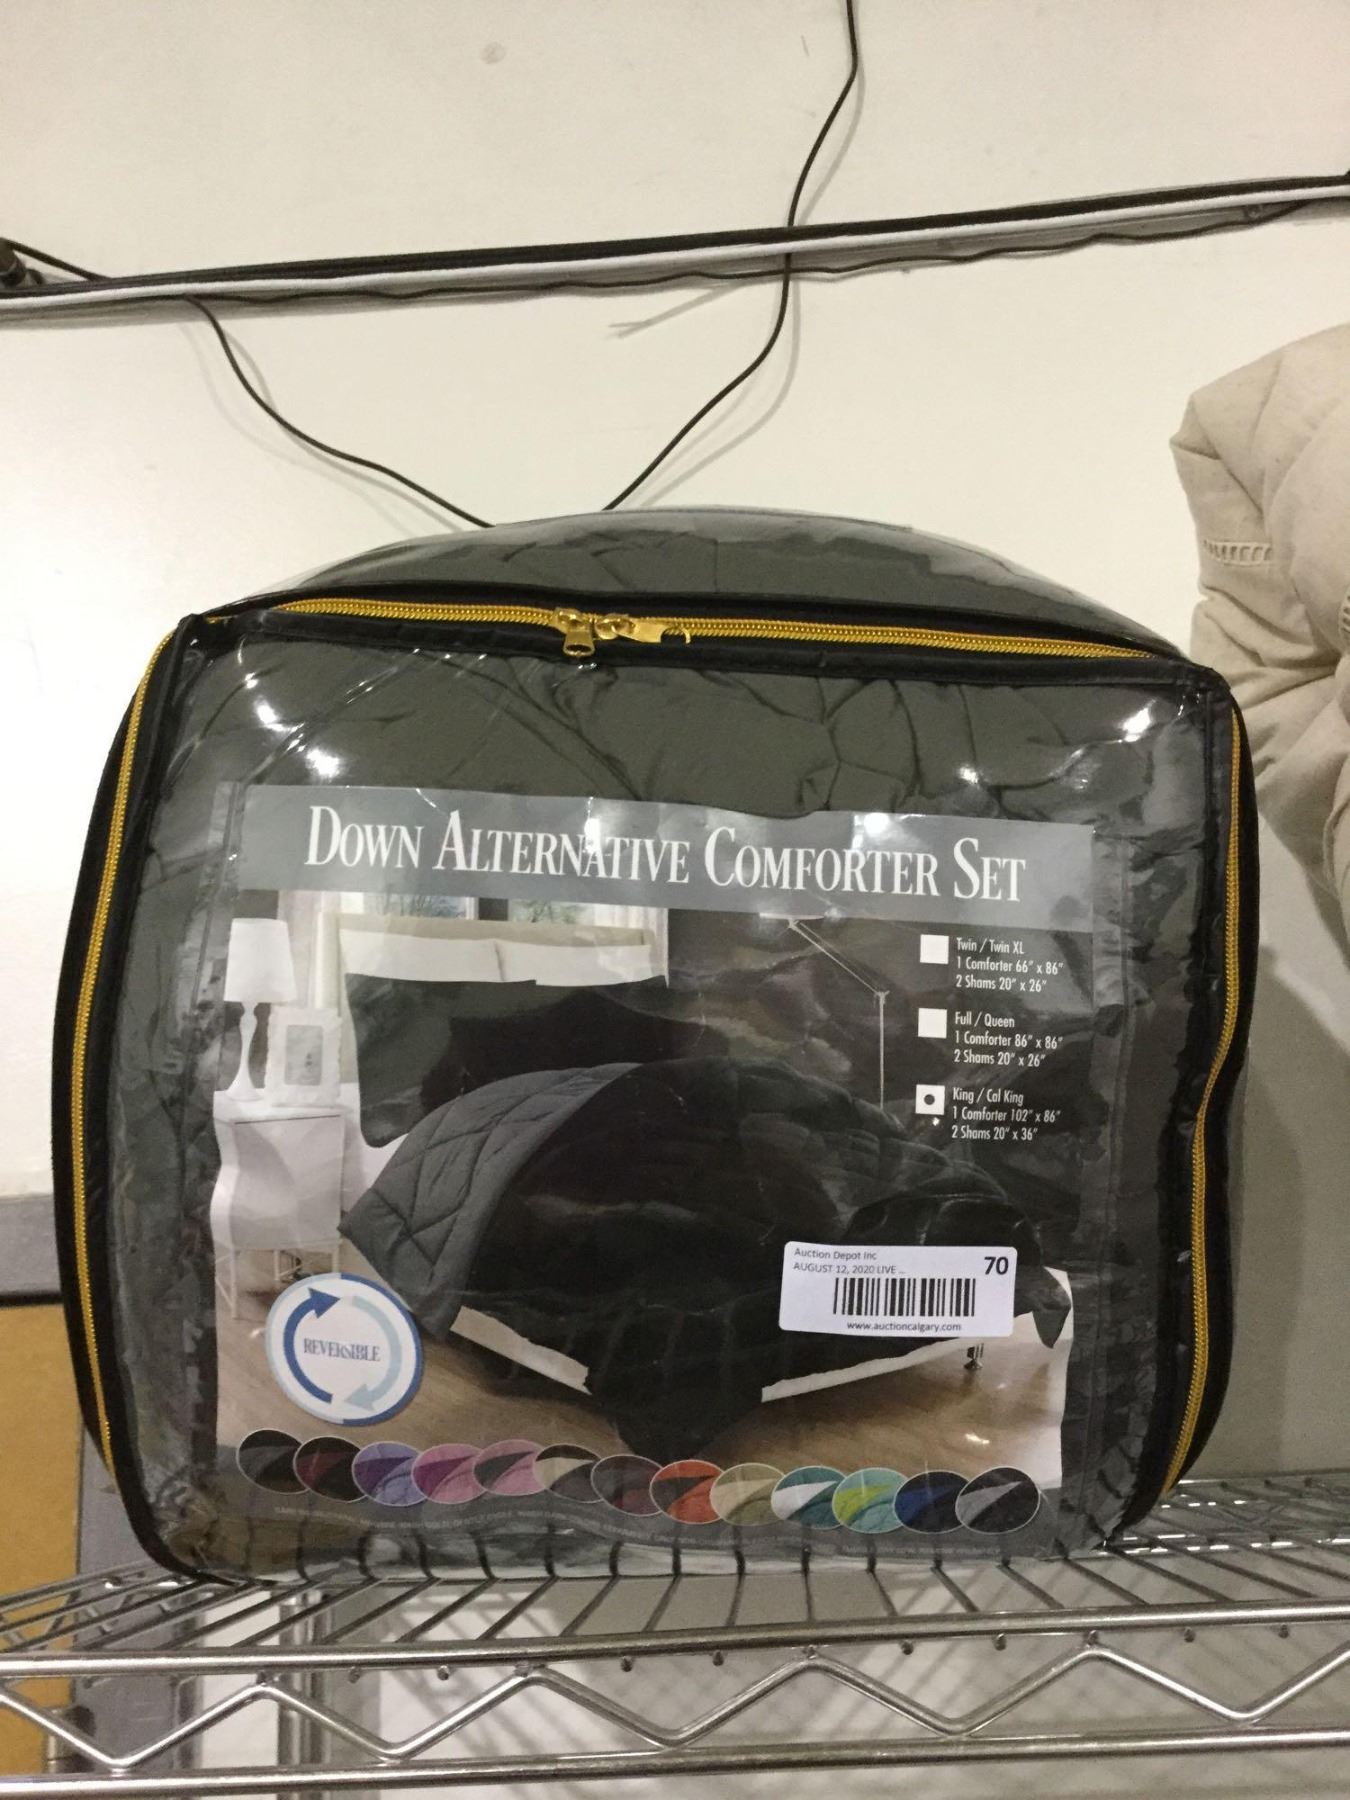 DOWN ALTERNATIVE COMFORTER SET
Twin / Twin XL
1 Comforter 66" x 86"
2 Shams 20" x 26"
Full / Queen
1 Comforter 86" x 86"
2 Shams 20" x 26"
King / Cal King
1 Comforter 102" x 86"
2 Shams 20" x 36"
Auction Depot Inc
AUGUST 12, 2020 LIVE ...
70
www.auctioncalgary.com
REVERSIBLE